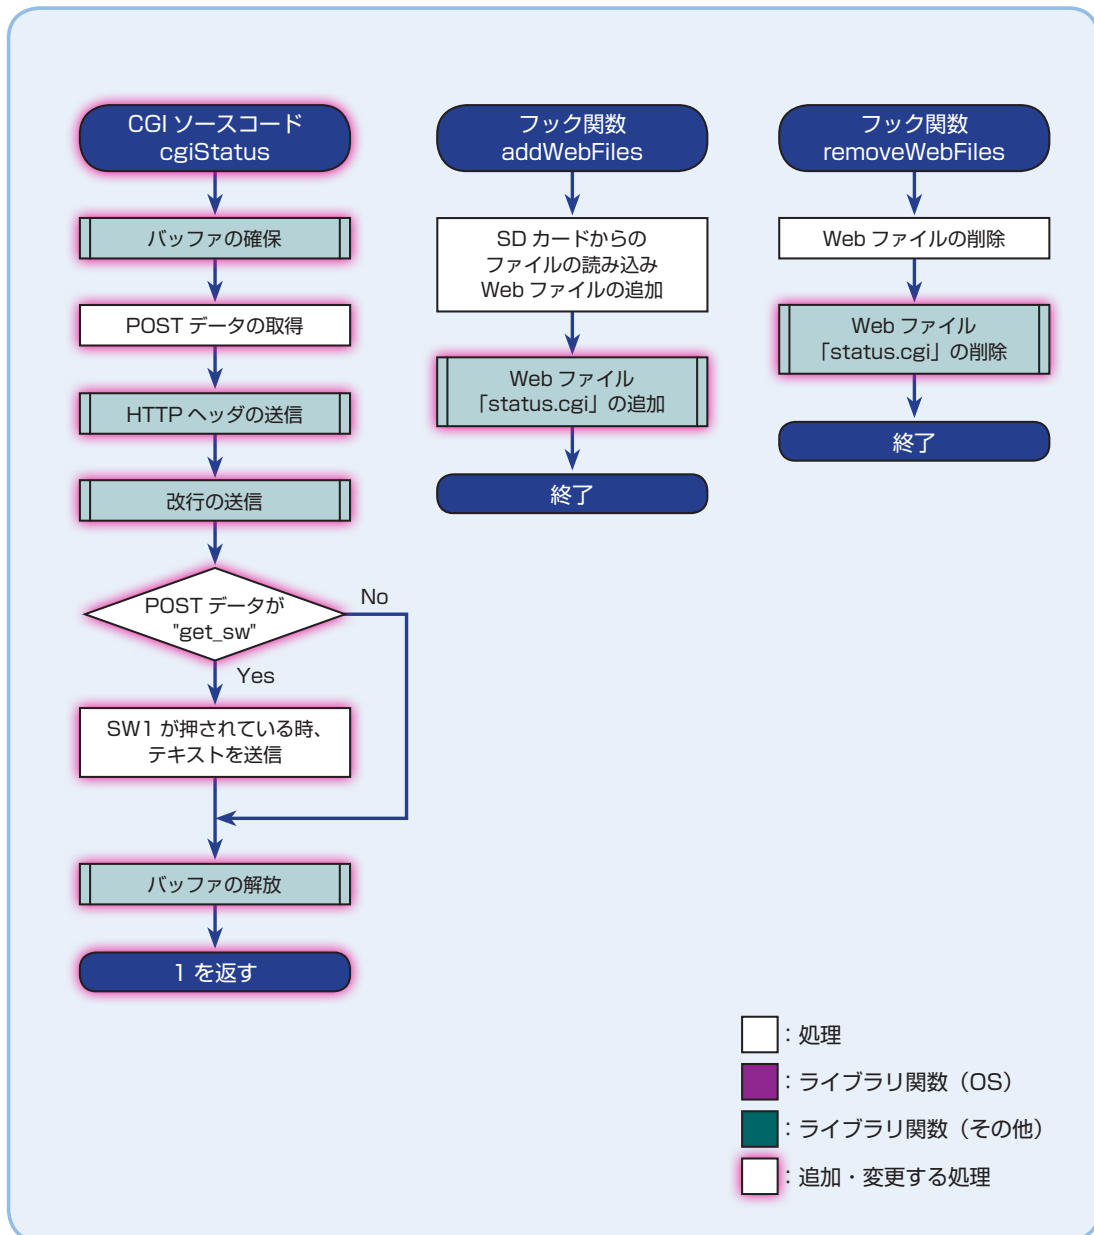 CGI ソースコード
cgiStatus
バッファの確保
POST データの取得
HTTP ヘッダの送信
改行の送信
POST データが
"get_sw"
No
Yes
SW1 が押されている時、
テキストを送信
バッファの解放
1 を返す
フック関数
addWebFiles
SD カードからの
ファイルの読み込み
Web ファイルの追加
Web ファイル
「status.cgi」の追加
終了
フック関数
removeWebFiles
Web ファイルの削除
Web ファイル
「status.cgi」の削除
終了
：処理
：ライブラリ関数（OS）
：ライブラリ関数（その他）
：追加・変更する処理